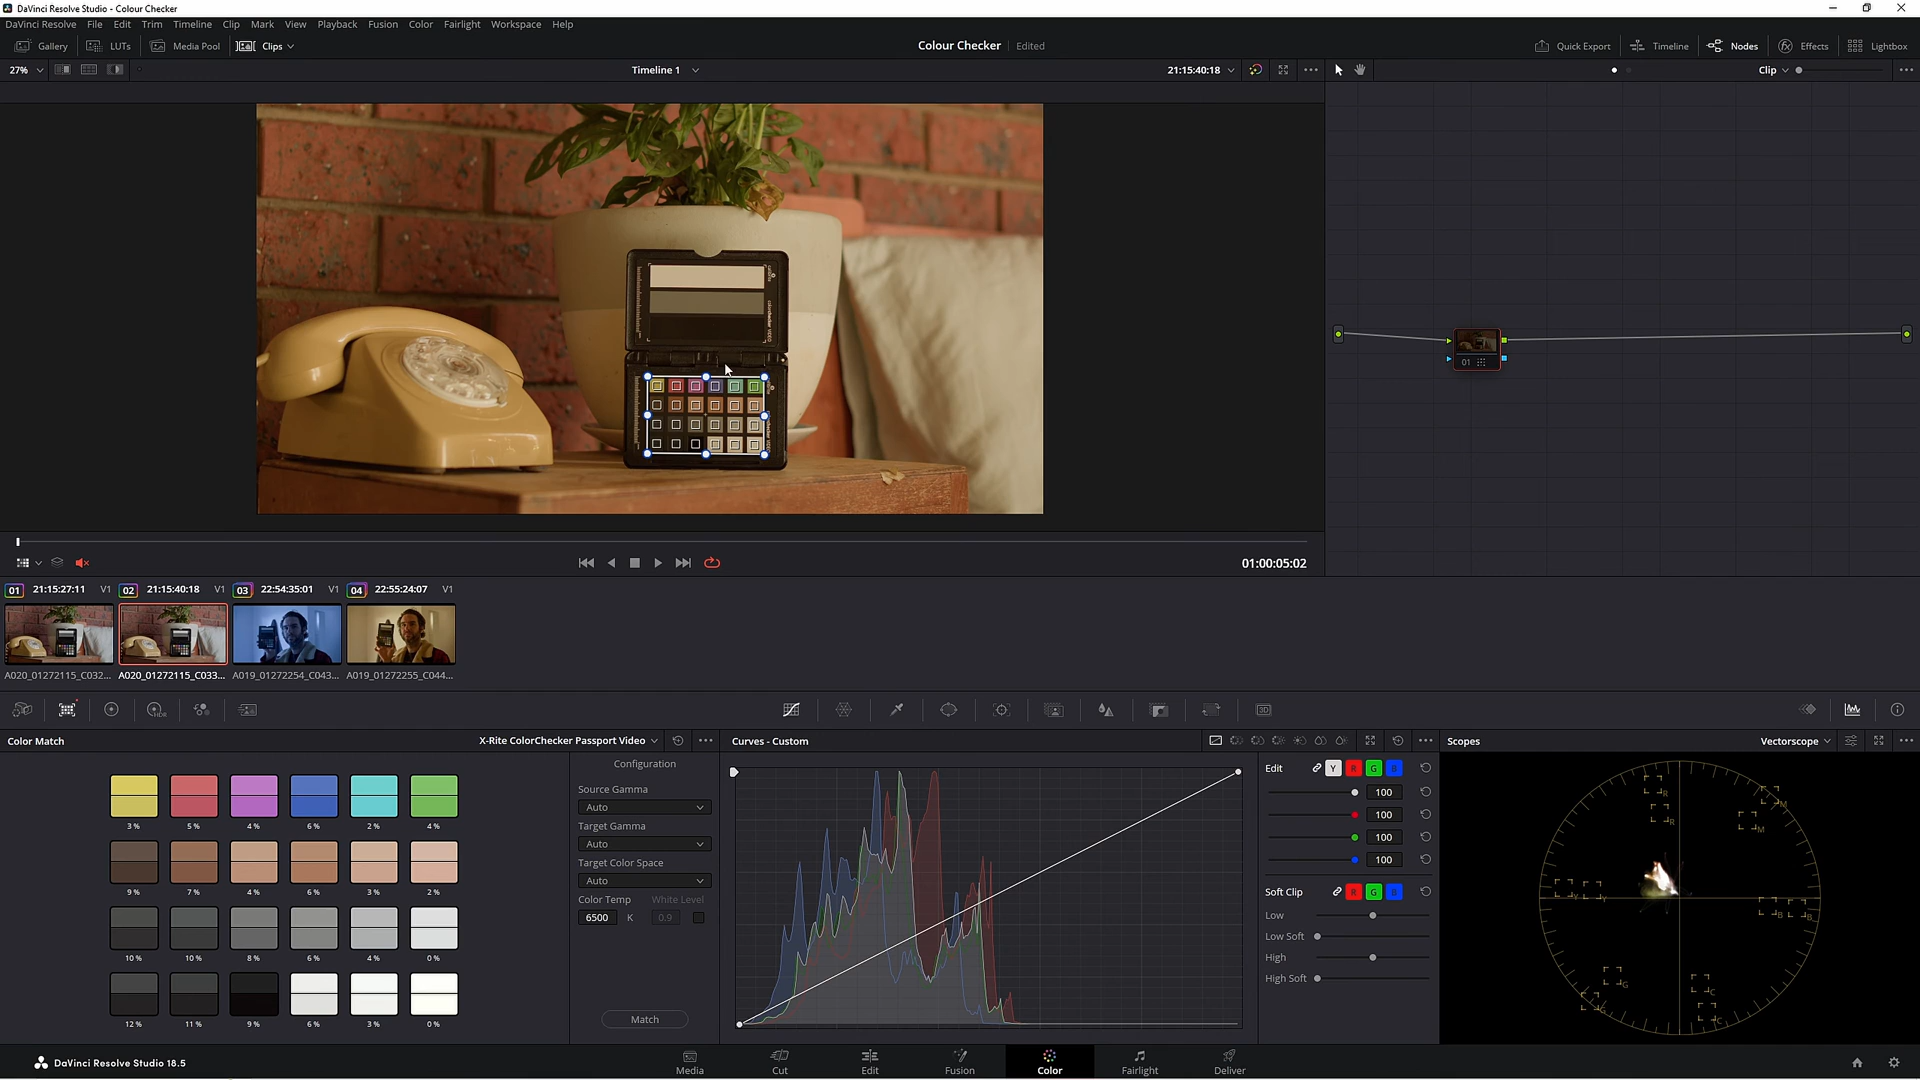 DaVinci Resolve Studio - Colour Checker
DaVinci Resolve File Edit Trim Timeline Clip Mark View Playback Fusion Color Fairlight Workspace Help
Gallery LUTs Media Pool Clips Colour Checker Edited Quick Export Timeline Nodes Effects Lightbox
27% Timeline 1 21:15:40:18 Clip
01
01:00:05:02
01 21:15:27:11 V1 02 21:15:40:18 V1 03 22:54:35:01 V1 04 22:55:24:07 V1
A020_01272115_C032... A020_01272115_C033... A019_01272254_C043... A019_01272255_C044...
HDR 3D
Color Match X-Rite ColorChecker Passport Video Curves - Custom Scopes Vectorscope
Configuration
Source Gamma
Auto
Target Gamma
Auto
Target Color Space
Auto
Color Temp White Level
6500 K 0.9
Match
3 % 5 % 4 % 6 % 2 % 4 %
9 % 7 % 4 % 6 % 3 % 2 %
10 % 10 % 8 % 6 % 4 % 0 %
12 % 11 % 9 % 6 % 3 % 0 %
Edit Y R G B
100
100
100
100
Soft Clip R G B
Low
Low Soft
High
High Soft
R M
R M
Y Y B B
G C
G C
DaVinci Resolve Studio 18.5
Media Cut Edit Fusion Color Fairlight Deliver